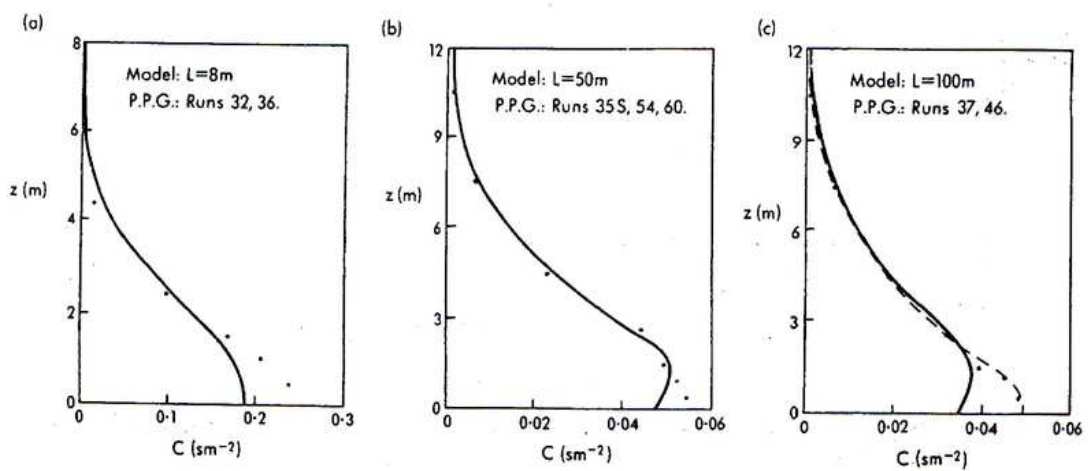 (a)
8
6
z (m)
4
2
0
0
0·1
0·2
0·3
C (sm⁻²)
Model: L=8m
P.P.G.: Runs 32, 36.
(b)
12
9
z (m)
6
3
0
0
0·02
0·04
0·06
C (sm⁻²)
Model: L=50m
P.P.G.: Runs 35S, 54, 60.
(c)
12
9
z (m)
6
3
0
0
0·02
0·04
0·06
C (sm⁻²)
Model: L=100m
P.P.G.: Runs 37, 46.